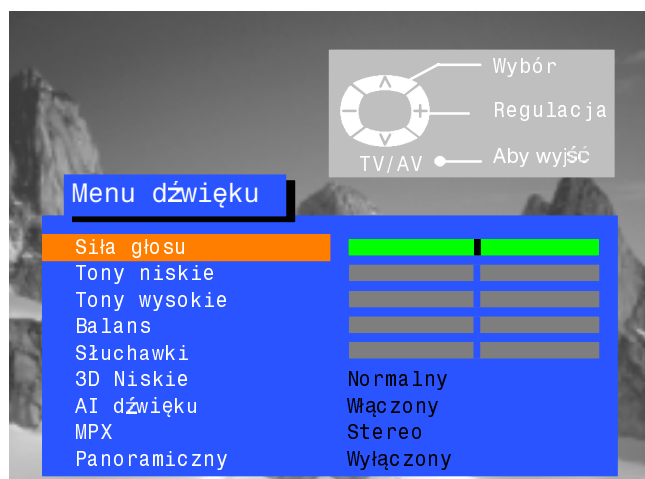 Wybór
Regulacja
TV/AV
Aby wyjść
Menu dźwięku
Siła głosu
Tony niskie
Tony wysokie
Balans
Słuchawki
3D Niskie Normalny
AI dźwięku Włączony
MPX Stereo
Panoramiczny Wyłączony